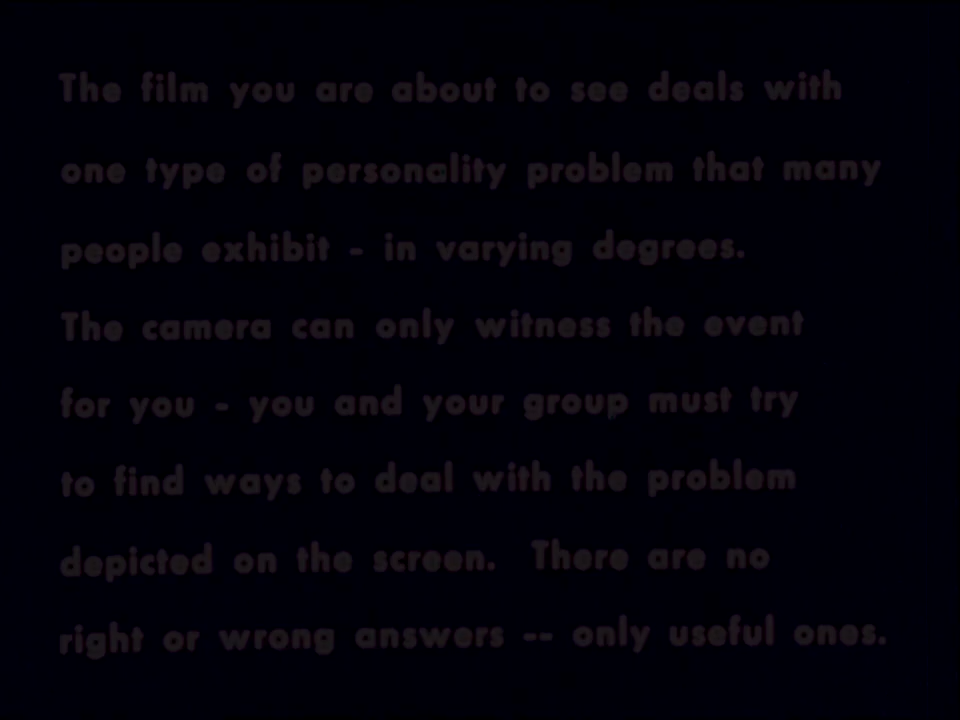 The film you are about to see deals with
one type of personality problem that many
people exhibit - in varying degrees.
The camera can only witness the event
for you - you and your group must try
to find ways to deal with the problem
depicted on the screen.  There are no
right or wrong answers -- only useful ones.